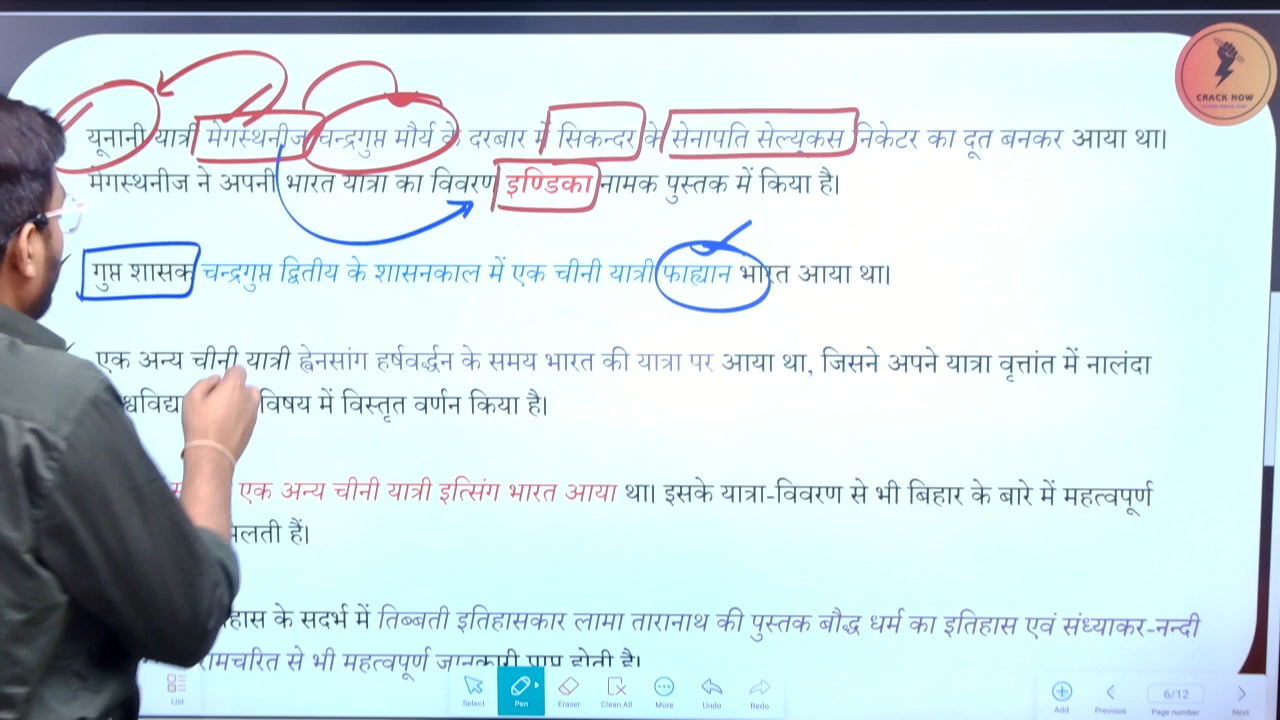 CRACK NOW
यूनानी यात्री मेगस्थनीज चन्द्रगुप्त मौर्य के दरबार में सिकन्दर के सेनापति सेल्यूकस निकेटर का दूत बनकर आया था।
मेगस्थनीज ने अपनी भारत यात्रा का विवरण इण्डिका नामक पुस्तक में किया है।
गुप्त शासक चन्द्रगुप्त द्वितीय के शासनकाल में एक चीनी यात्री फाह्यान भारत आया था।
एक अन्य चीनी यात्री ह्वेनसांग हर्षवर्द्धन के समय भारत की यात्रा पर आया था, जिसने अपने यात्रा वृत्तांत में नालंदा
विषय में विस्तृत वर्णन किया है।
एक अन्य चीनी यात्री इत्सिंग भारत आया था। इसके यात्रा-विवरण से भी बिहार के बारे में महत्वपूर्ण
हैं।
के सदर्भ में तिब्बती इतिहासकार लामा तारानाथ की पुस्तक बौद्ध धर्म का इतिहास एवं संध्याकर-नन्दी
से भी महत्वपूर्ण जानकारी प्राप्त होती है।
List Select Pen Eraser Clean All More Undo Redo Add Previous 6/12 Page number Next